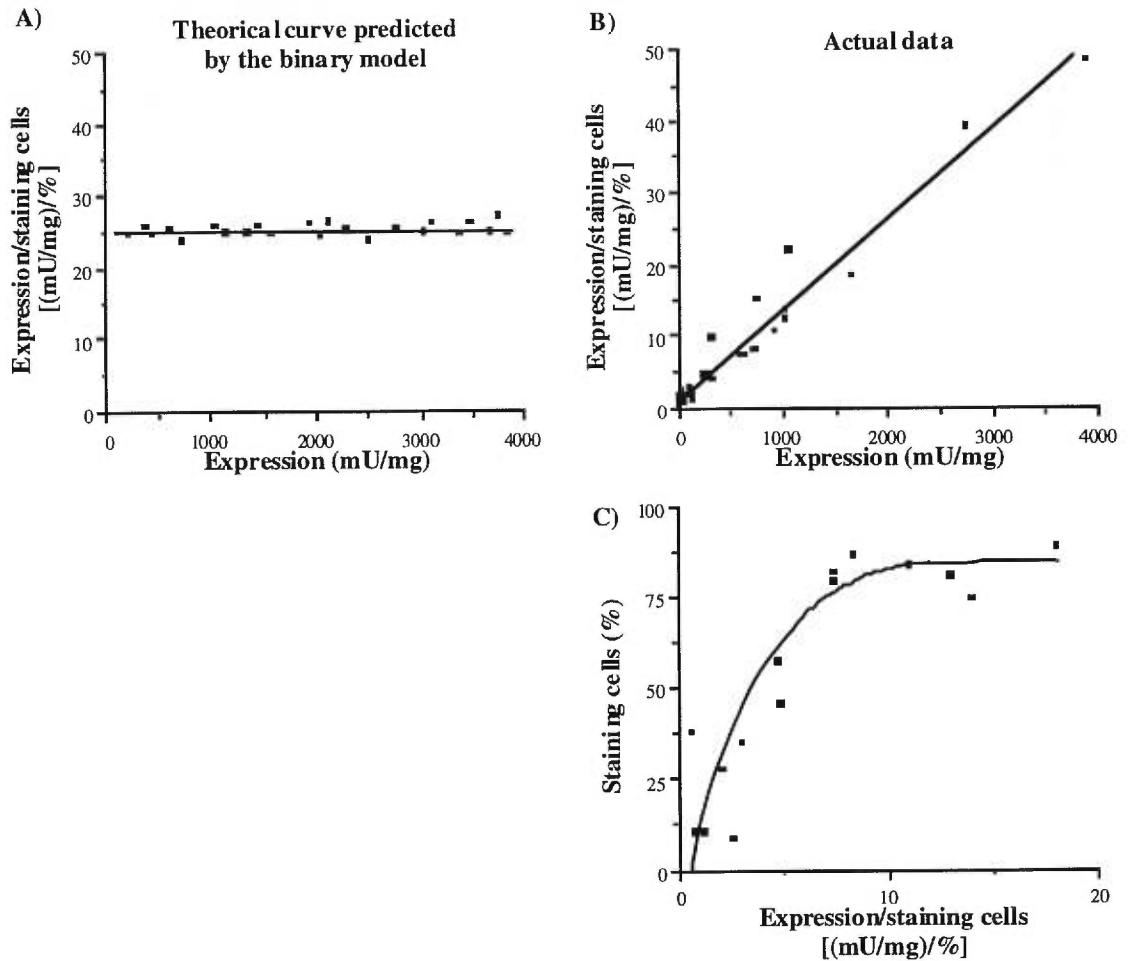 A)
Theorical curve predicted
by the binary model
Expression/staining cells
[(mU/mg)/%]
50
40
30
20
10
0
0 1000 2000 3000 4000
Expression (mU/mg)
B)
Actual data
Expression/staining cells
[(mU/mg)/%]
50
40
30
20
10
0
0 1000 2000 3000 4000
Expression (mU/mg)
C)
Staining cells (%)
100
75
50
25
0
0 10 20
Expression/staining cells
[(mU/mg)/%]